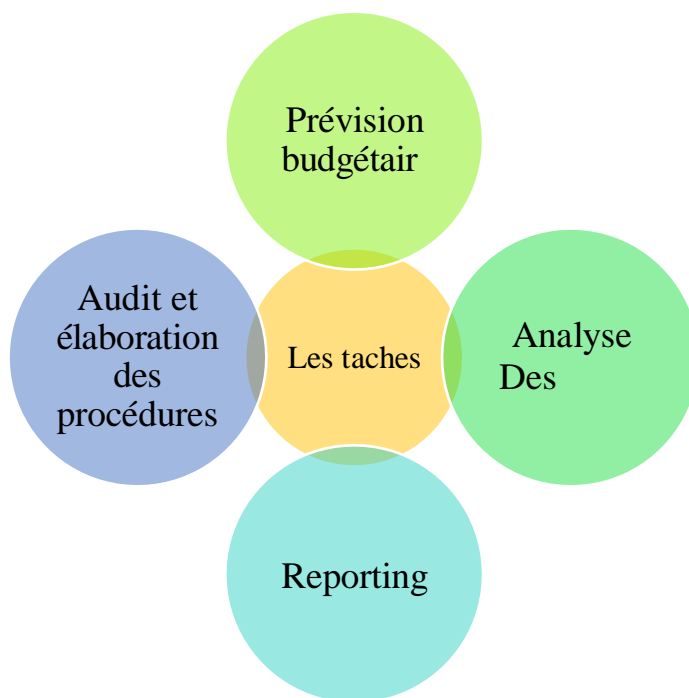 Prévision
budgétair
Audit et
élaboration
des
procédures
Les taches
Analyse
Des
Reporting